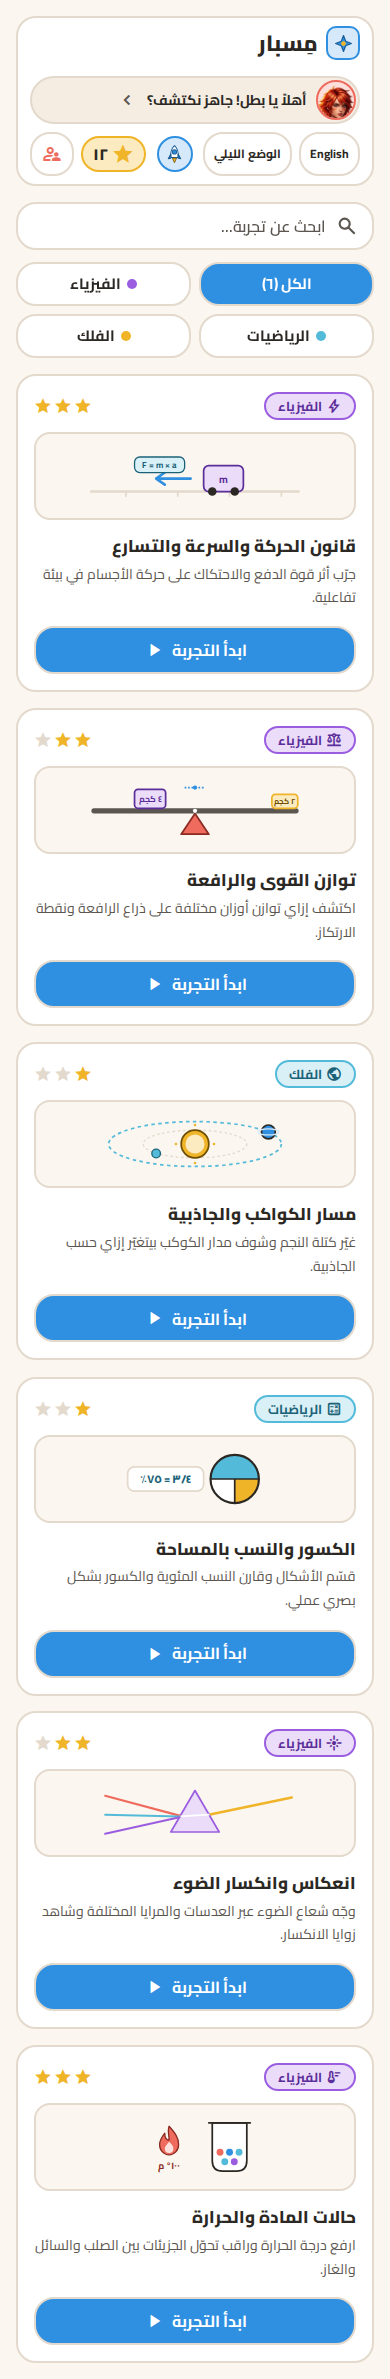 مِسبار
أهلاً يا بطل! جاهز نكتشف؟
English
الوضع الليلي
١٢
ابحث عن تجربة...
الكل (٦)
الفيزياء
الرياضيات
الفلك
الفيزياء
F = m × a
m
قانون الحركة والسرعة والتسارع
جرّب أثر قوة الدفع والاحتكاك على حركة الأجسام في بيئة
تفاعلية.
ابدأ التجربة
الفيزياء
٤ كجم
٢ كجم
توازن القوى والرافعة
اكتشف إزاي توازن أوزان مختلفة على ذراع الرافعة ونقطة
الارتكاز.
ابدأ التجربة
الفلك
مسار الكواكب والجاذبية
غيّر كتلة النجم وشوف مدار الكوكب بيتغيّر إزاي حسب
الجاذبية.
ابدأ التجربة
الرياضيات
٣/٤ = ٧٥٪
الكسور والنسب بالمساحة
قسّم الأشكال وقارن النسب المئوية والكسور بشكل
بصري عملي.
ابدأ التجربة
الفيزياء
انعكاس وانكسار الضوء
وجّه شعاع الضوء عبر العدسات والمرايا المختلفة وشاهد
زوايا الانكسار.
ابدأ التجربة
الفيزياء
١٠٠° م
حالات المادة والحرارة
ارفع درجة الحرارة وراقب تحوّل الجزيئات بين الصلب والسائل
والغاز.
ابدأ التجربة